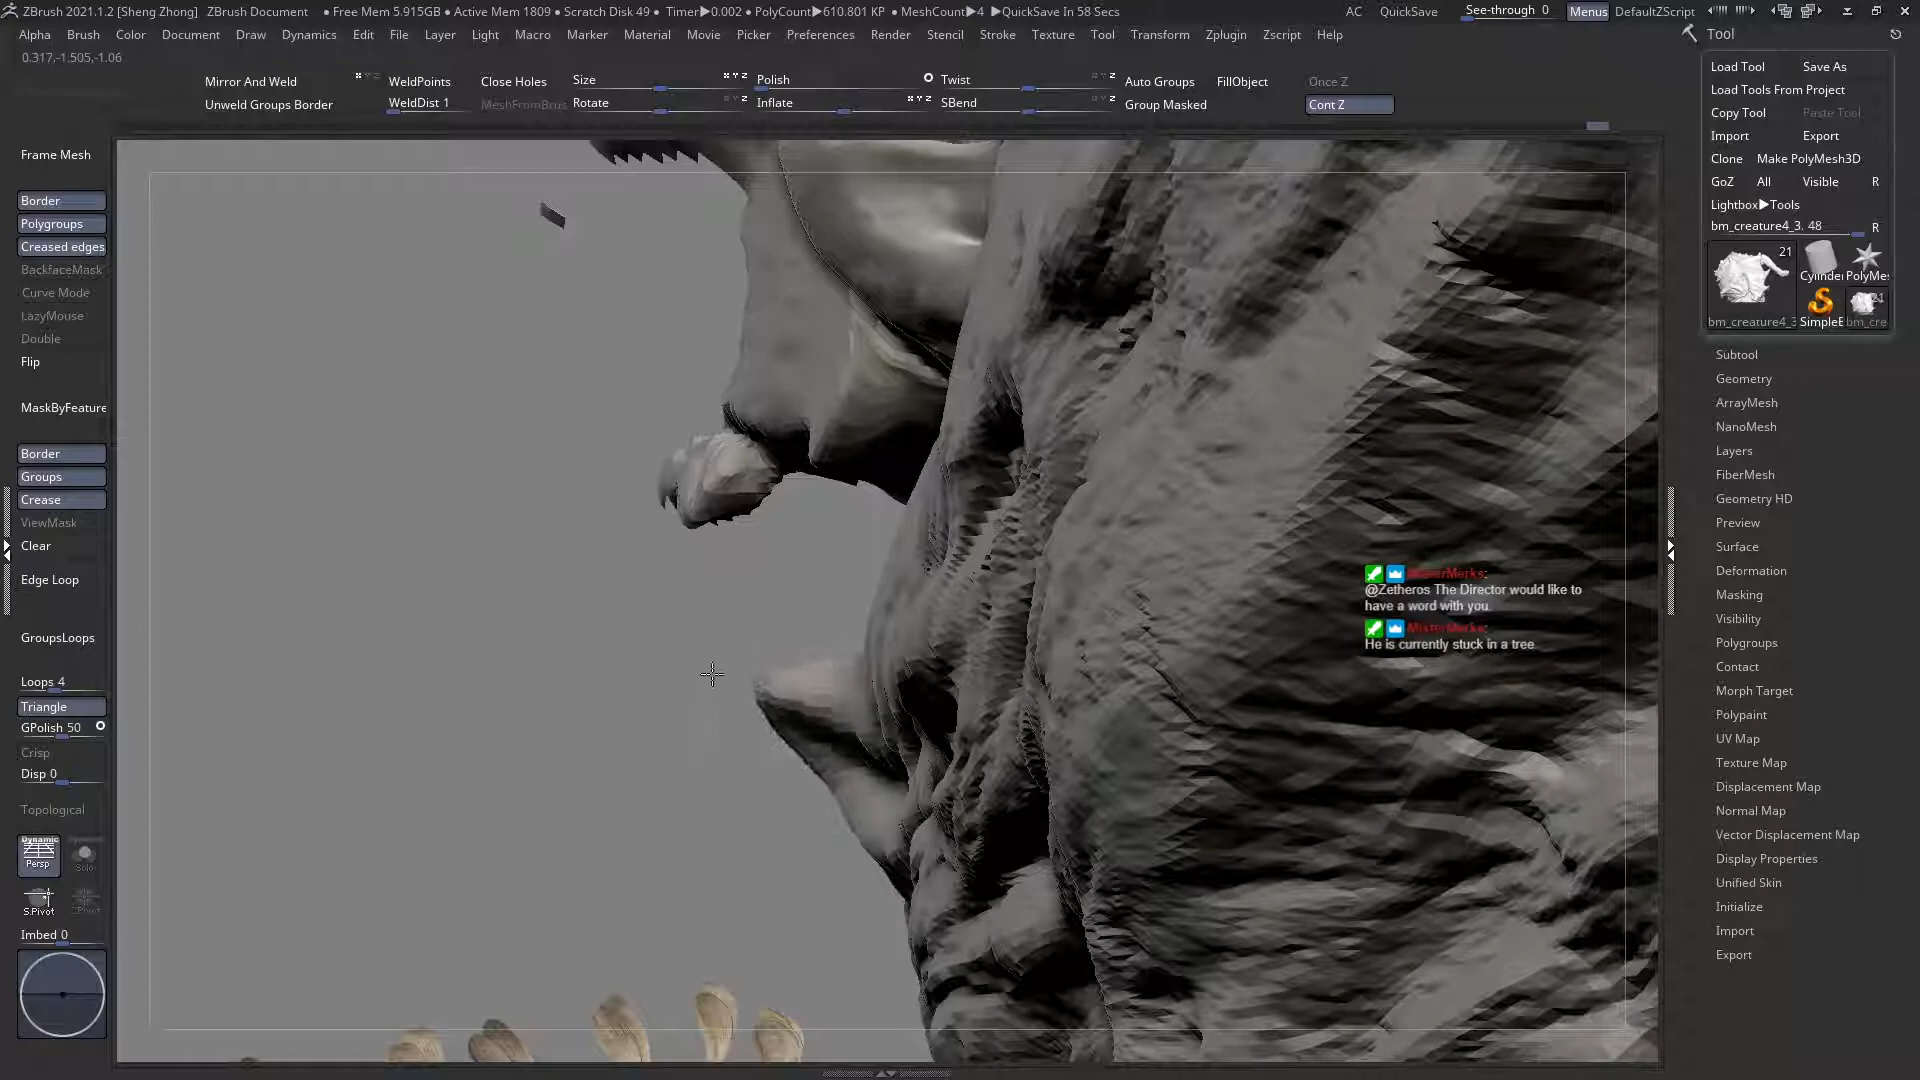 ZBrush 2021.1.2 [Sheng Zhong] ZBrush Document • Free Mem 5.915GB • Active Mem 1809 • Scratch Disk 49 • Timer▶0.002 • PolyCount▶610.801 KP • MeshCount▶4 ▶QuickSave In 58 Secs AC QuickSave See-through 0 Menus DefaultZScript
Alpha Brush Color Document Draw Dynamics Edit File Layer Light Macro Marker Material Movie Picker Preferences Render Stencil Stroke Texture Tool Transform Zplugin Zscript Help
0.317,-1.505,-1.06
Mirror And Weld WeldPoints Close Holes Size Polish Twist Auto Groups FillObject Once Z
Unweld Groups Border WeldDist 1 MeshFromBrus Rotate Inflate SBend Group Masked Cont Z
Frame Mesh
Border
Polygroups
Creased edges
BackfaceMask
Curve Mode
LazyMouse
Double
Flip
MaskByFeature
Border
Groups
Crease
ViewMask
Clear
Edge Loop
GroupsLoops
Loops 4
Triangle
GPolish 50
Crisp
Disp 0
Topological
Dynamic
Persp
Solo
S.Pivot
Imbed 0
@Zetheros The Director would like to
have a word with you.
MisterMerks:
He is currently stuck in a tree
Tool
Load Tool Save As
Load Tools From Project
Copy Tool Paste Tool
Import Export
Clone Make PolyMesh3D
GoZ All Visible R
Lightbox▶Tools
bm_creature4_3. 48 R
21
Cylinder PolyMes
21
bm_creature4_3 SimpleB bm_cre
Subtool
Geometry
ArrayMesh
NanoMesh
Layers
FiberMesh
Geometry HD
Preview
Surface
Deformation
Masking
Visibility
Polygroups
Contact
Morph Target
Polypaint
UV Map
Texture Map
Displacement Map
Normal Map
Vector Displacement Map
Display Properties
Unified Skin
Initialize
Import
Export